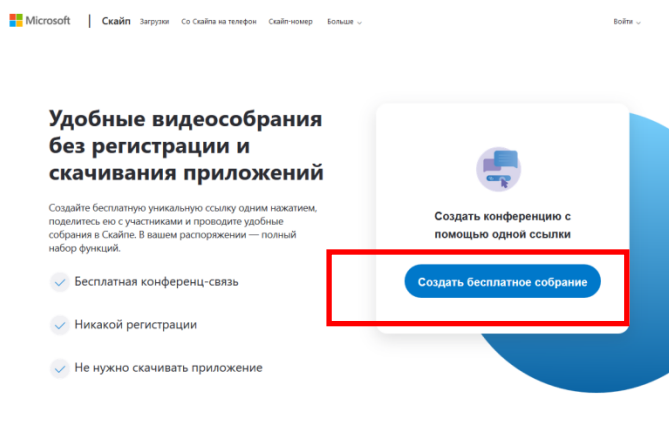 Microsoft Скайп Загрузки Со Скайпа на телефон Скайп-номер Больше Войти
Удобные видеособрания
без регистрации и
скачивания приложений
Создайте бесплатную уникальную ссылку одним нажатием,
поделитесь ею с участниками и проводите удобные
собрания в Скайпе. В вашем распоряжении — полный
набор функций.
Бесплатная конференц-связь
Никакой регистрации
Не нужно скачивать приложение
Создать конференцию с
помощью одной ссылки
Создать бесплатное собрание